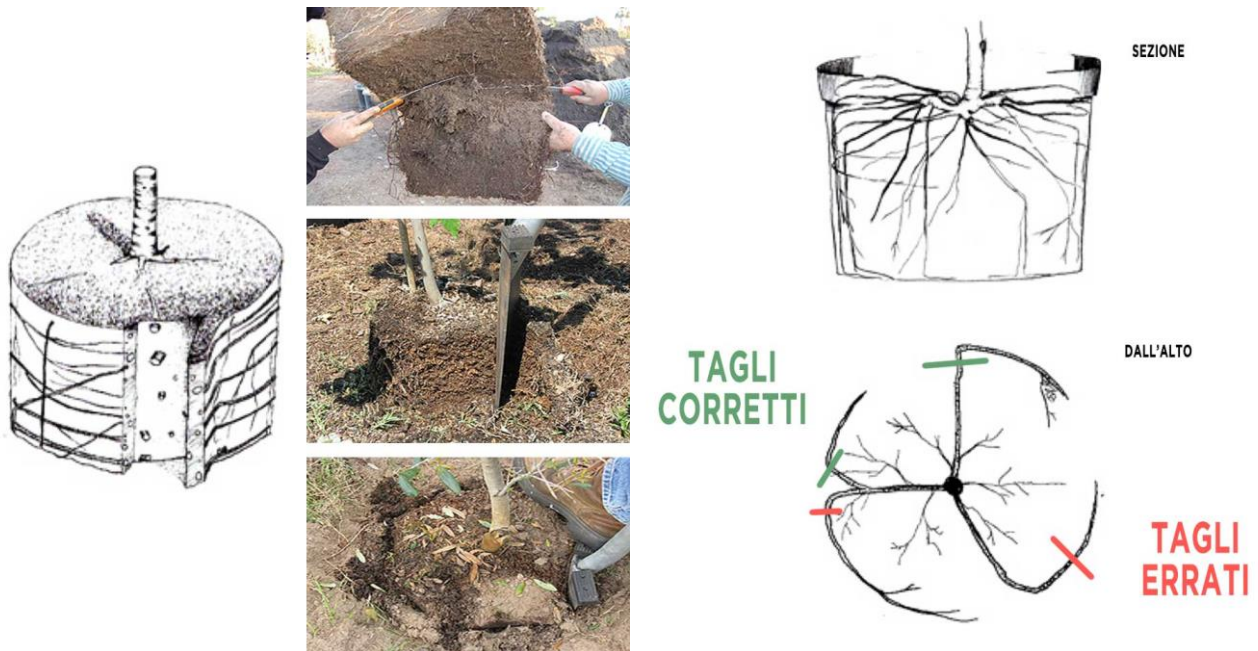 SEZIONE
DALL'ALTO
TAGLI
CORRETTI
TAGLI
ERRATI